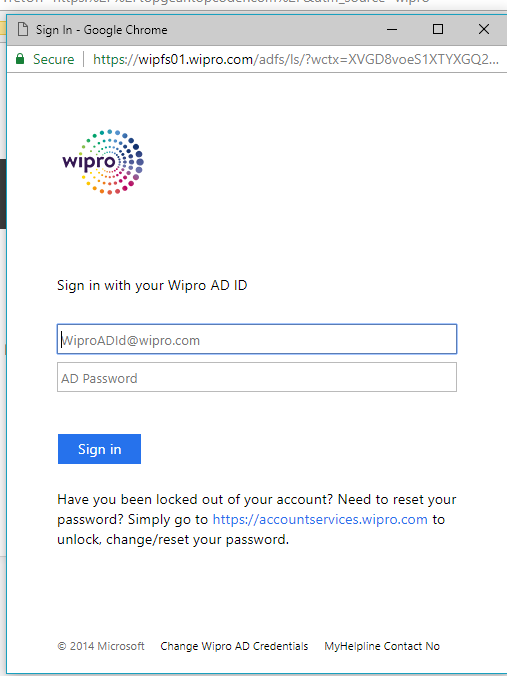 Sign In - Google Chrome
Secure | https://wipfs01.wipro.com/adfs/ls/?wctx=XVGD8voeS1XTYXGQ2...
wipro
Sign in with your Wipro AD ID
WiproADId@wipro.com
AD Password
Sign in
Have you been locked out of your account? Need to reset your
password? Simply go to https://accountservices.wipro.com to
unlock, change/reset your password.
© 2014 Microsoft Change Wipro AD Credentials MyHelpline Contact No